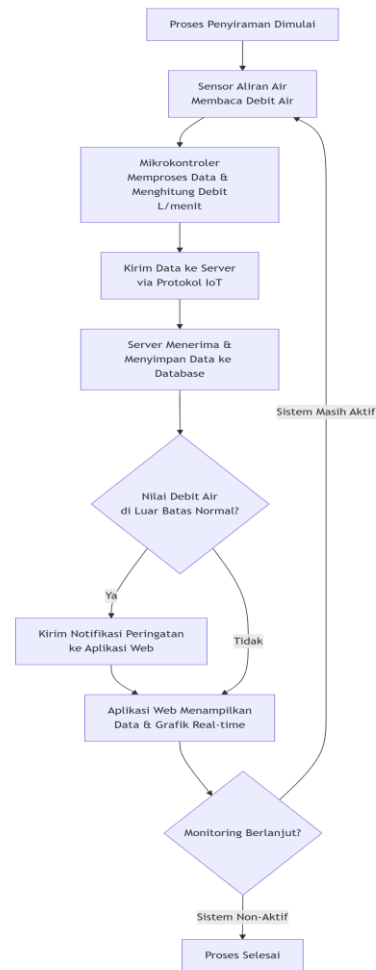 Proses Penyiraman Dimulai
Sensor Aliran Air
Membaca Debit Air
Mikrokontroler
Memproses Data &
Menghitung Debit
L/menit
Kirim Data ke Server
via Protokol IoT
Server Menerima &
Menyimpan Data ke
Database
Sistem Masih Aktif
Nilai Debit Air
di Luar Batas Normal?
Ya
Kirim Notifikasi Peringatan
ke Aplikasi Web
Tidak
Aplikasi Web Menampilkan
Data & Grafik Real-time
Monitoring Berlanjut?
Sistem Non-Aktif
Proses Selesai